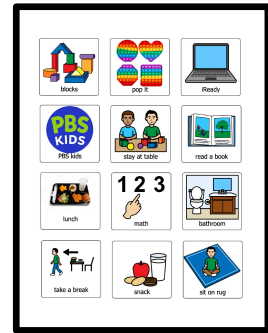 blocks
pop it
iReady
PBS
KIDS
PBS kids
stay at table
read a book
lunch
1 2 3
math
bathroom
take a break
snack
sit on rug